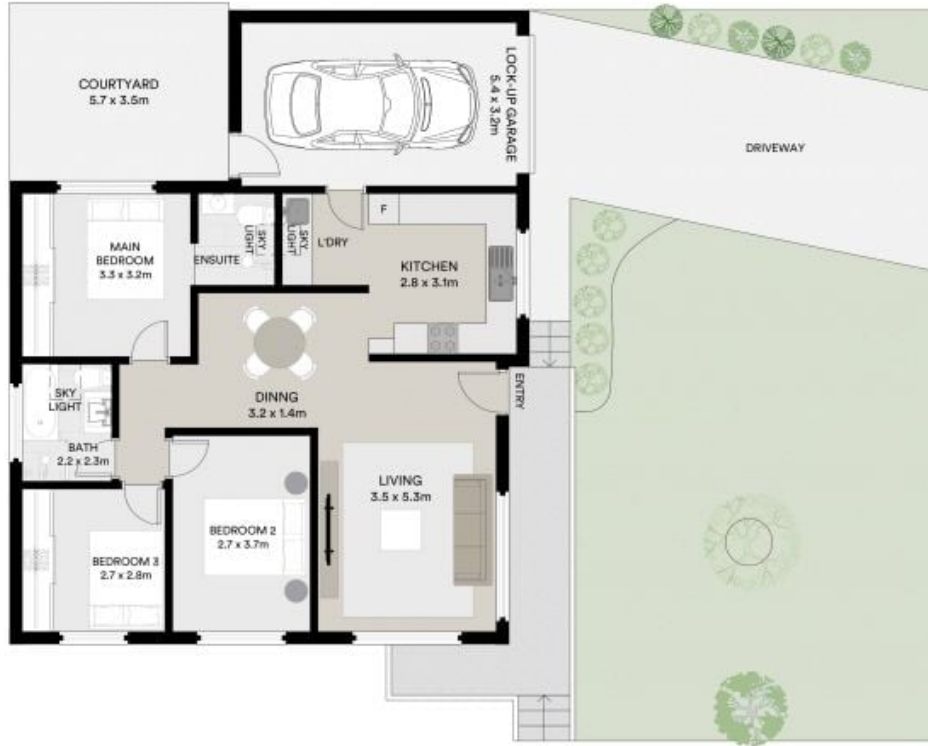 COURTYARD
5.7 x 3.5m
LOCK-UP GARAGE
5.4 x 3.2m
DRIVEWAY
MAIN
BEDROOM
3.3 x 3.2m
SKY
LIGHT
ENSUITE
SKY
LIGHT
L'DRY
F
KITCHEN
2.8 x 3.1m
DINNG
3.2 x 1.4m
ENTRY
SKY
LIGHT
BATH
2.2 x 2.3m
LIVING
3.5 x 5.3m
BEDROOM 2
2.7 x 3.7m
BEDROOM 3
2.7 x 2.8m